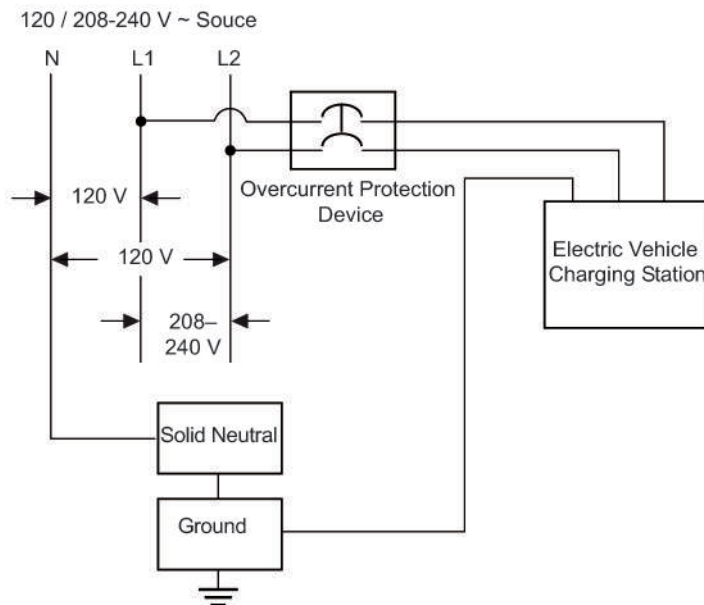 120 / 208-240 V ~ Souce
N L1 L2
120 V
Overcurrent Protection
Device
120 V
Electric Vehicle
Charging Station
208–
240 V
Solid Neutral
Ground